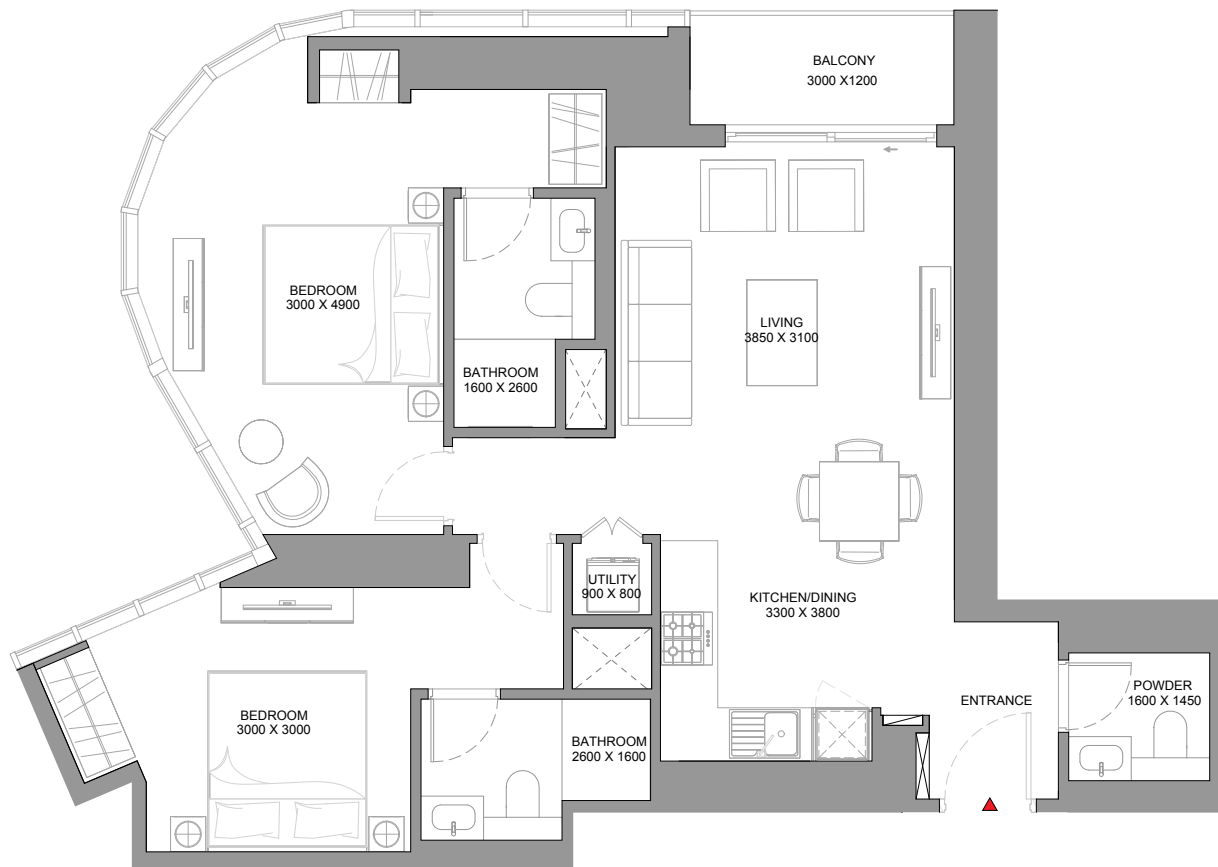 BALCONY
3000 X1200
BEDROOM
3000 X 4900
LIVING
3850 X 3100
BATHROOM
1600 X 2600
UTILITY
900 X 800
KITCHEN/DINING
3300 X 3800
ENTRANCE
POWDER
1600 X 1450
BEDROOM
3000 X 3000
BATHROOM
2600 X 1600